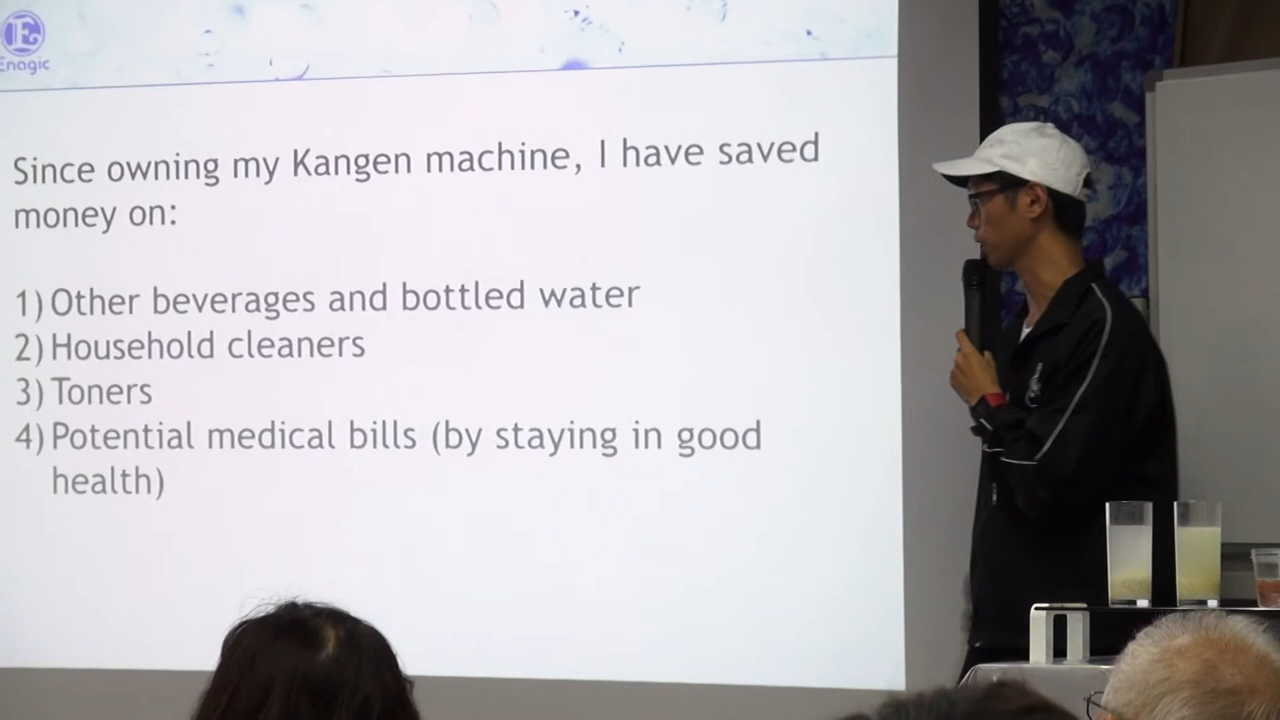 Enagic
Since owning my Kangen machine, I have saved
money on:
1) Other beverages and bottled water
2) Household cleaners
3) Toners
4) Potential medical bills (by staying in good
health)